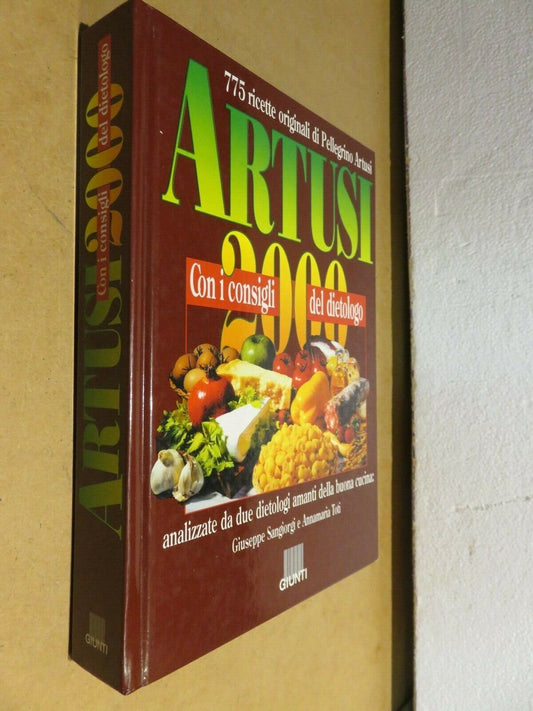 ARTUSI 2000
Con i consigli del dietologo
GIUNTI
775 ricette originali di Pellegrino Artusi
ARTUSI
2000
Con i consigli del dietologo
analizzate da due dietologi amanti della buona cucina:
Giuseppe Sangiorgi e Annamaria Toti
GIUNTI